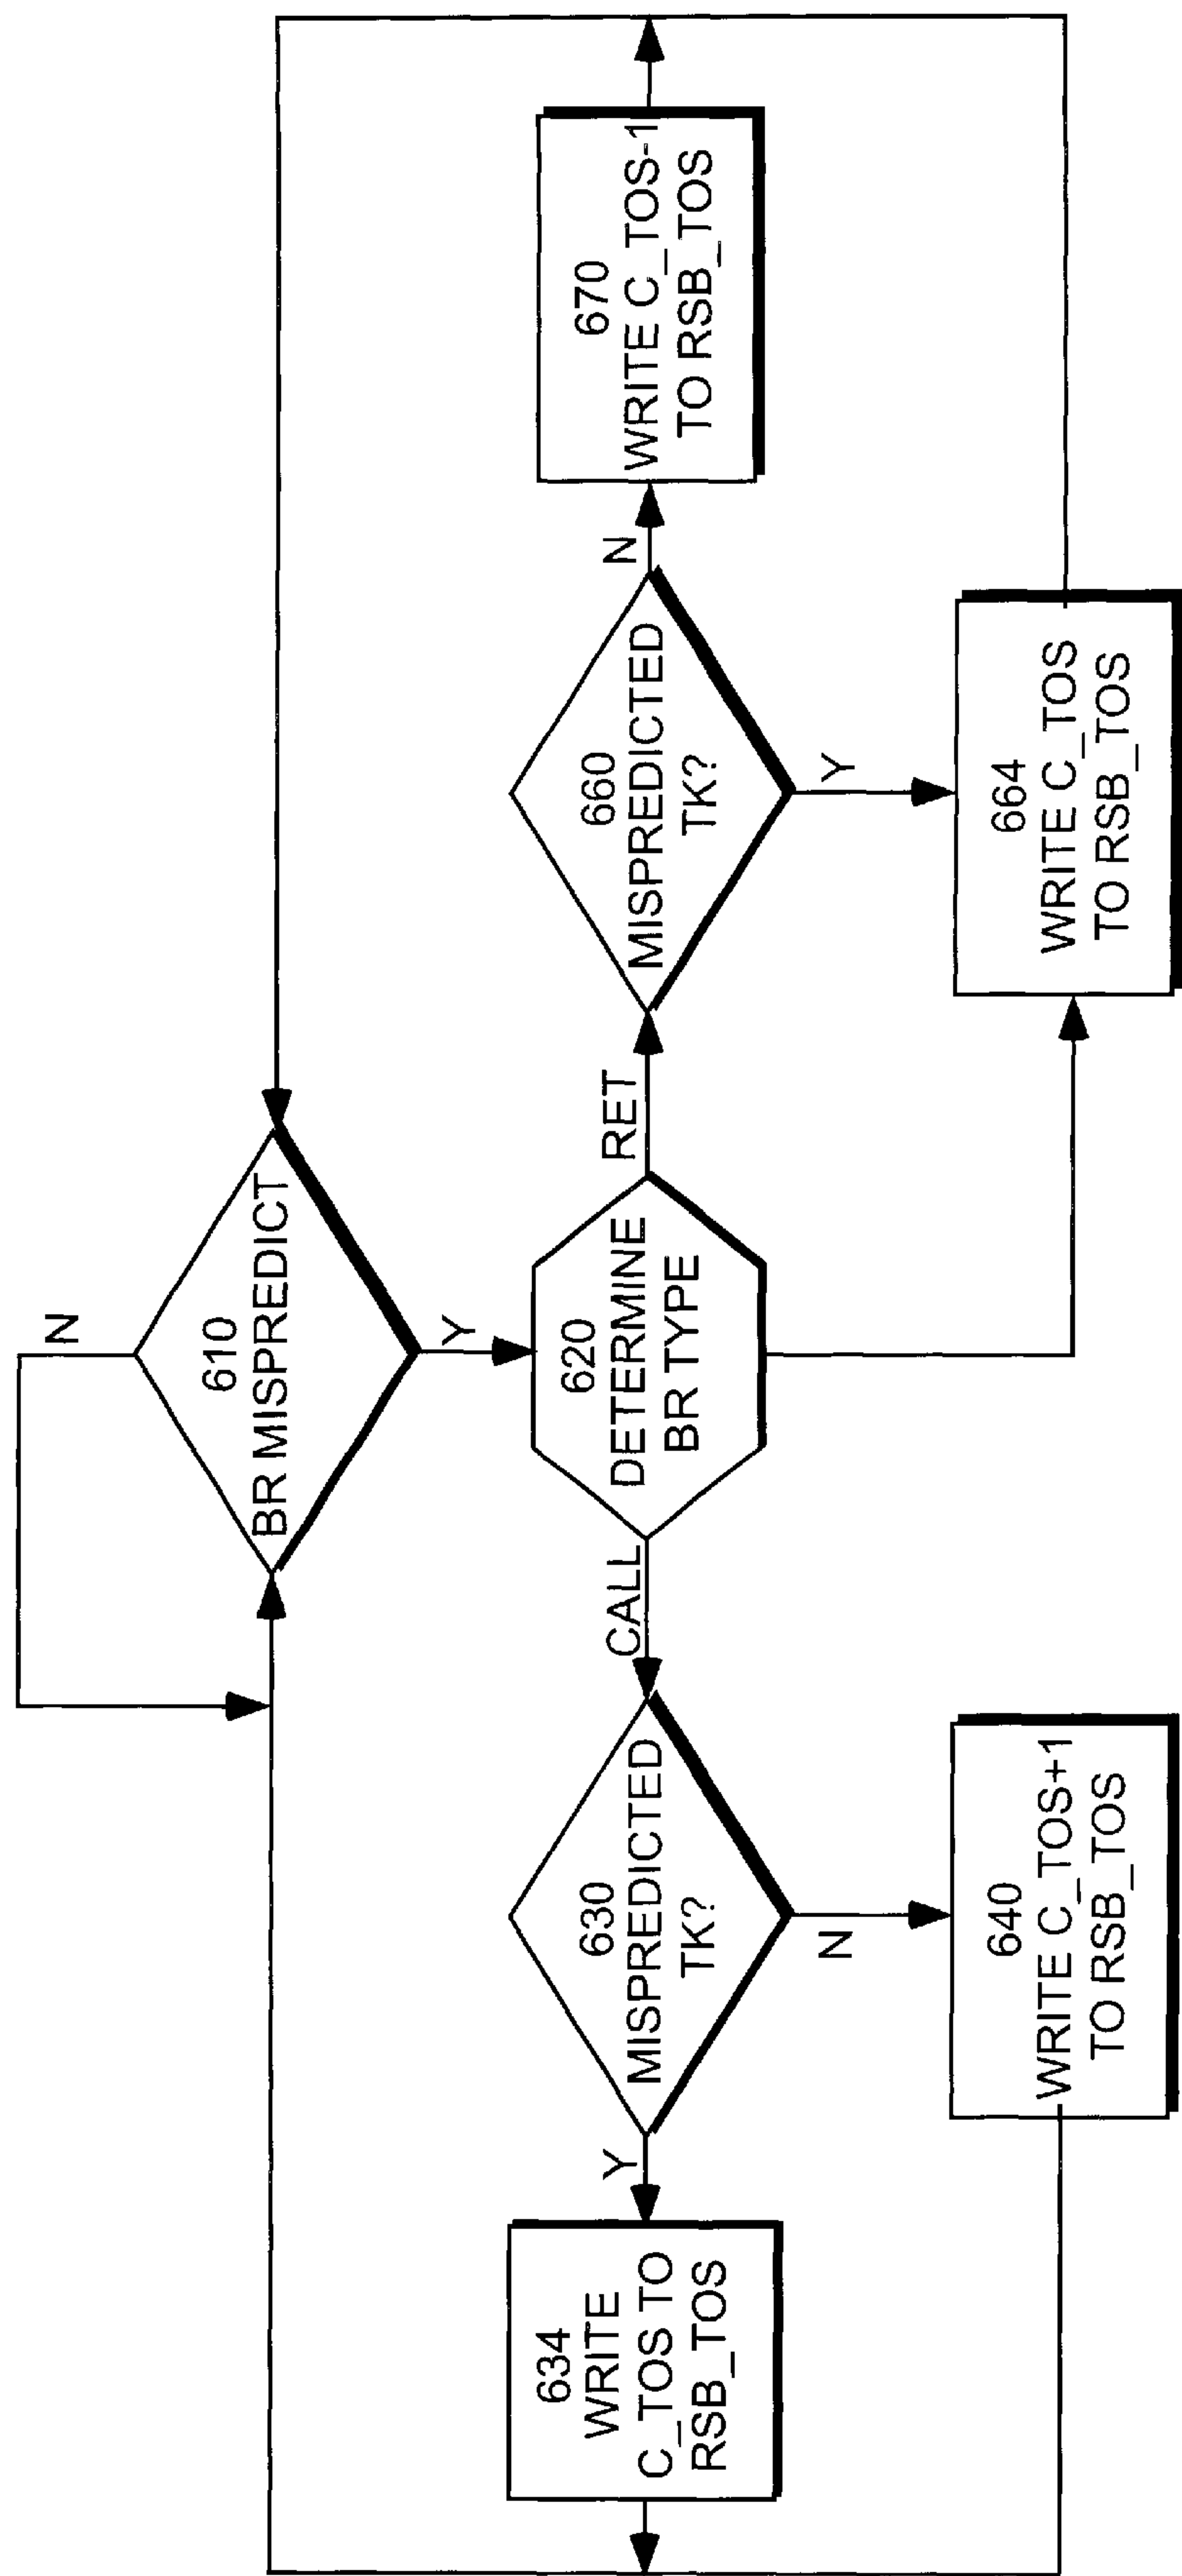 N
610
BR MISPREDICT
Y
620
DETERMINE
BR TYPE
CALL
RET
630
MISPREDICTED
TK?
Y
N
634
WRITE
C_TOS TO
RSB_TOS
640
WRITE C_TOS+1
TO RSB_TOS
660
MISPREDICTED
TK?
N
Y
670
WRITE C_TOS-1
TO RSB_TOS
664
WRITE C_TOS
TO RSB_TOS